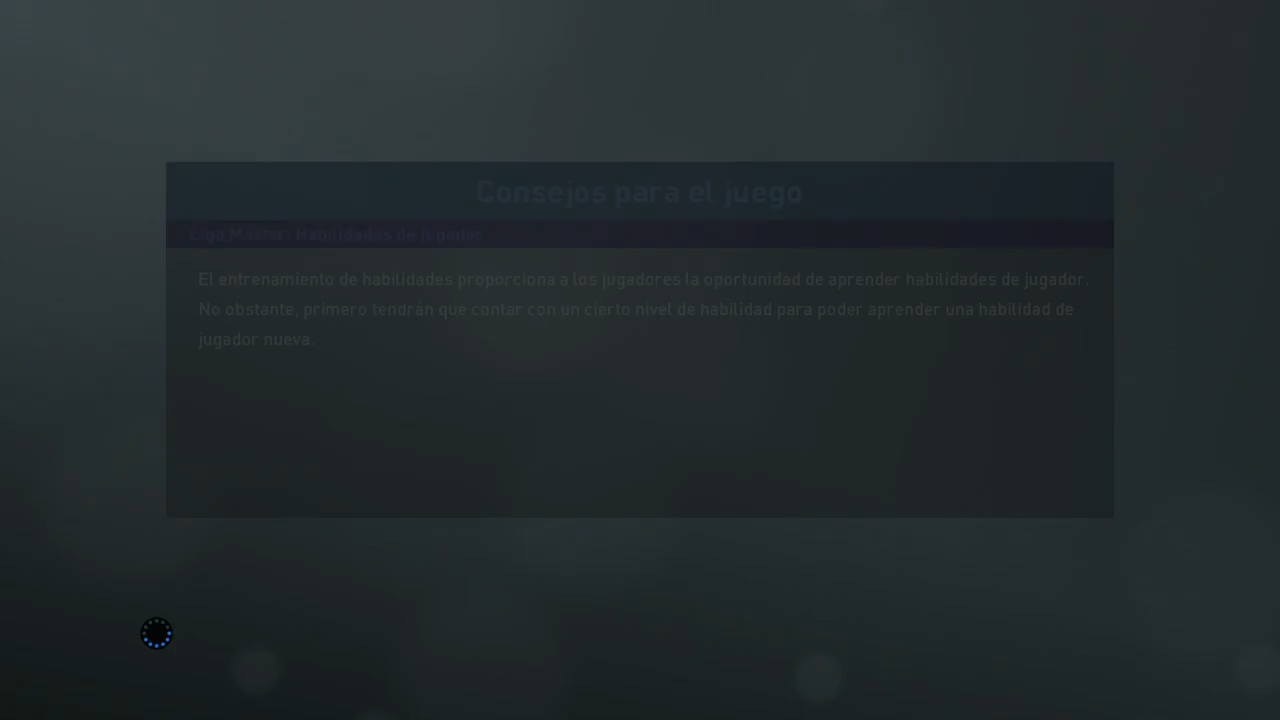 Consejos para el juego
Liga Master: Habilidades de jugador
El entrenamiento de habilidades proporciona a los jugadores la oportunidad de aprender habilidades de jugador.
No obstante, primero tendrán que contar con un cierto nivel de habilidad para poder aprender una habilidad de
jugador nueva.